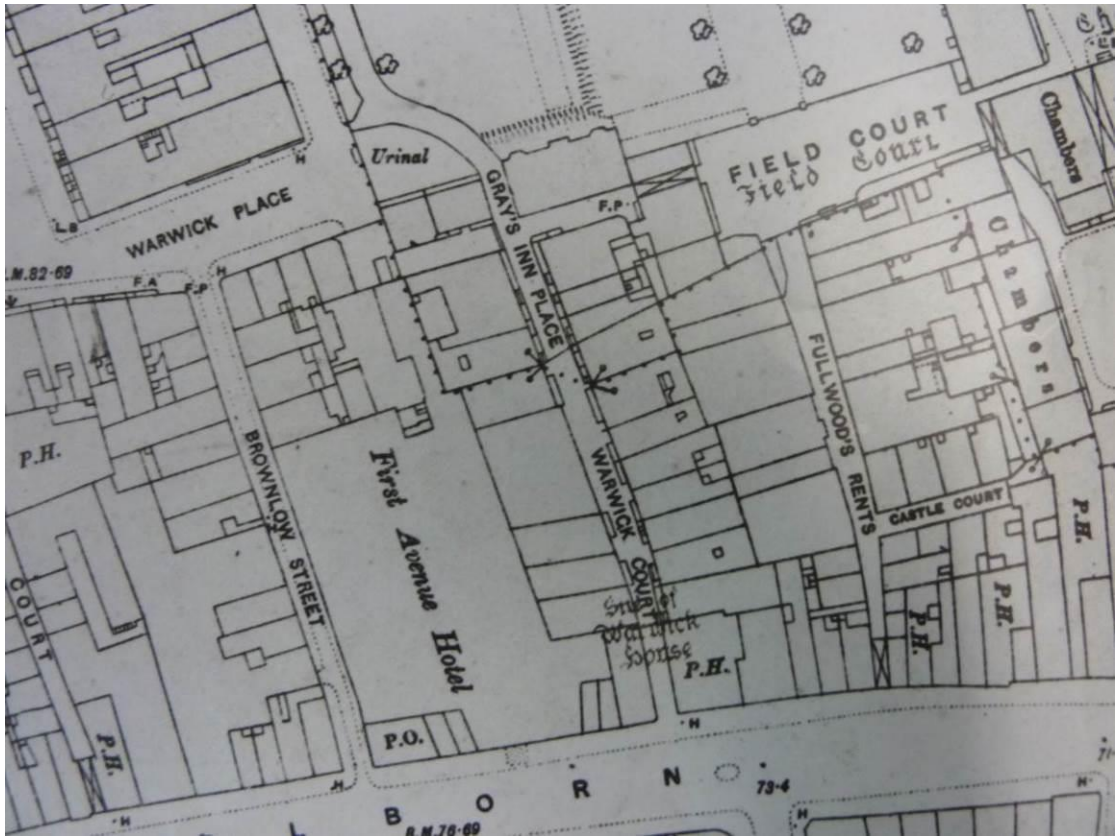 Urinal
FIELD COURT
Field Court
Chambers
GRAY'S INN PLACE
F.P.
WARWICK PLACE
L.B
H
B.M.82-69
F.A
F.P
H
Chambers
FULLWOOD'S RENTS
P.H.
BROWNLOW STREET
First Avenue Hotel
WARWICK COURT
CASTLE COURT
P.H.
COURT
Site of
Warwick
House
P.H.
P.H.
P.H.
P.H.
P.O.
H
H
H
73-4
H
H
L B O R N
B.M.76-69